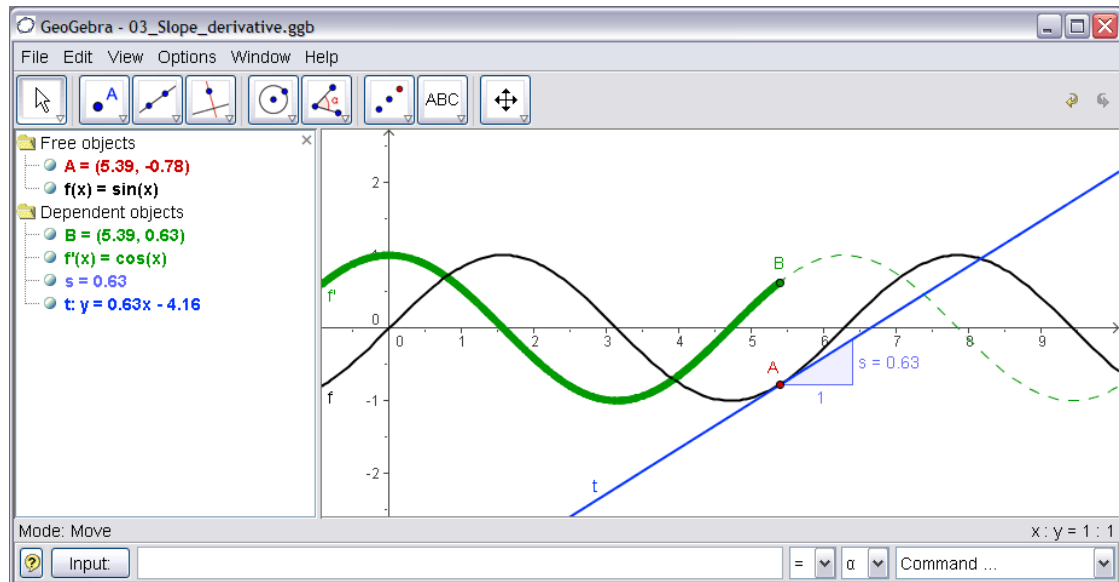 GeoGebra - 03_Slope_derivative.ggb
File Edit View Options Window Help
A α ABC
Free objects
A = (5.39, -0.78)
f(x) = sin(x)
Dependent objects
B = (5.39, 0.63)
f'(x) = cos(x)
s = 0.63
t: y = 0.63x - 4.16
2
1
B
f'
0
0 1 2 3 4 5 6 7 8 9
A
s = 0.63
f
-1
1
-2
t
Mode: Move
x : y = 1 : 1
? Input: = α Command ...